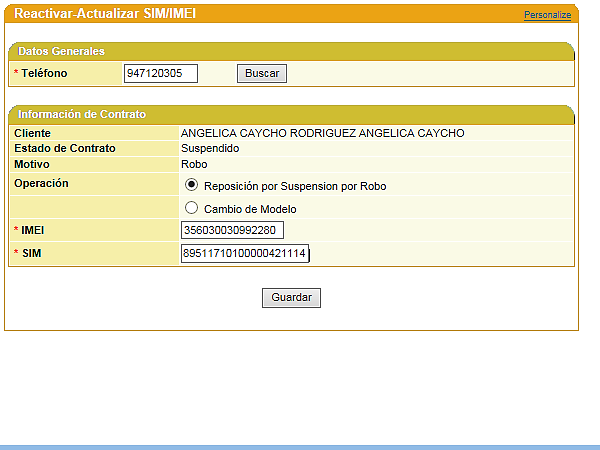 Reactivar-Actualizar SIM/IMEI Personalize
Datos Generales
* Teléfono 947120305 Buscar
Información de Contrato
Cliente ANGELICA CAYCHO RODRIGUEZ ANGELICA CAYCHO
Estado de Contrato Suspendido
Motivo Robo
Operación Reposición por Suspension por Robo
Cambio de Modelo
* IMEI 356030030992280
* SIM 89511710100000421114
Guardar